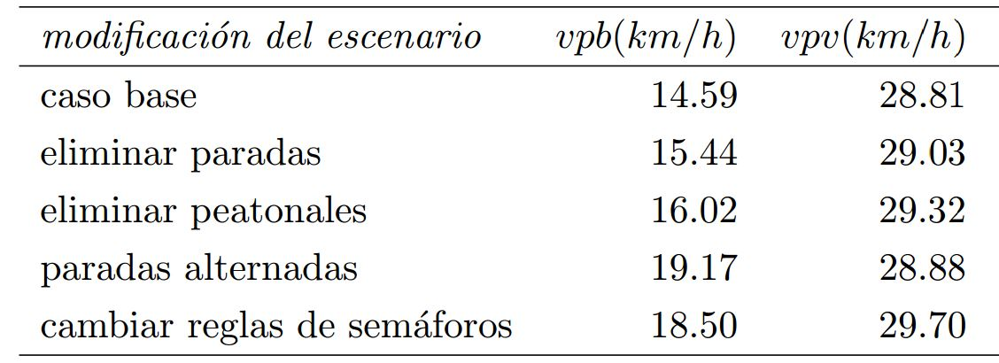 modificación del escenario vpb(km/h) vpv(km/h)
caso base 14.59 28.81
eliminar paradas 15.44 29.03
eliminar peatonales 16.02 29.32
paradas alternadas 19.17 28.88
cambiar reglas de semáforos 18.50 29.70